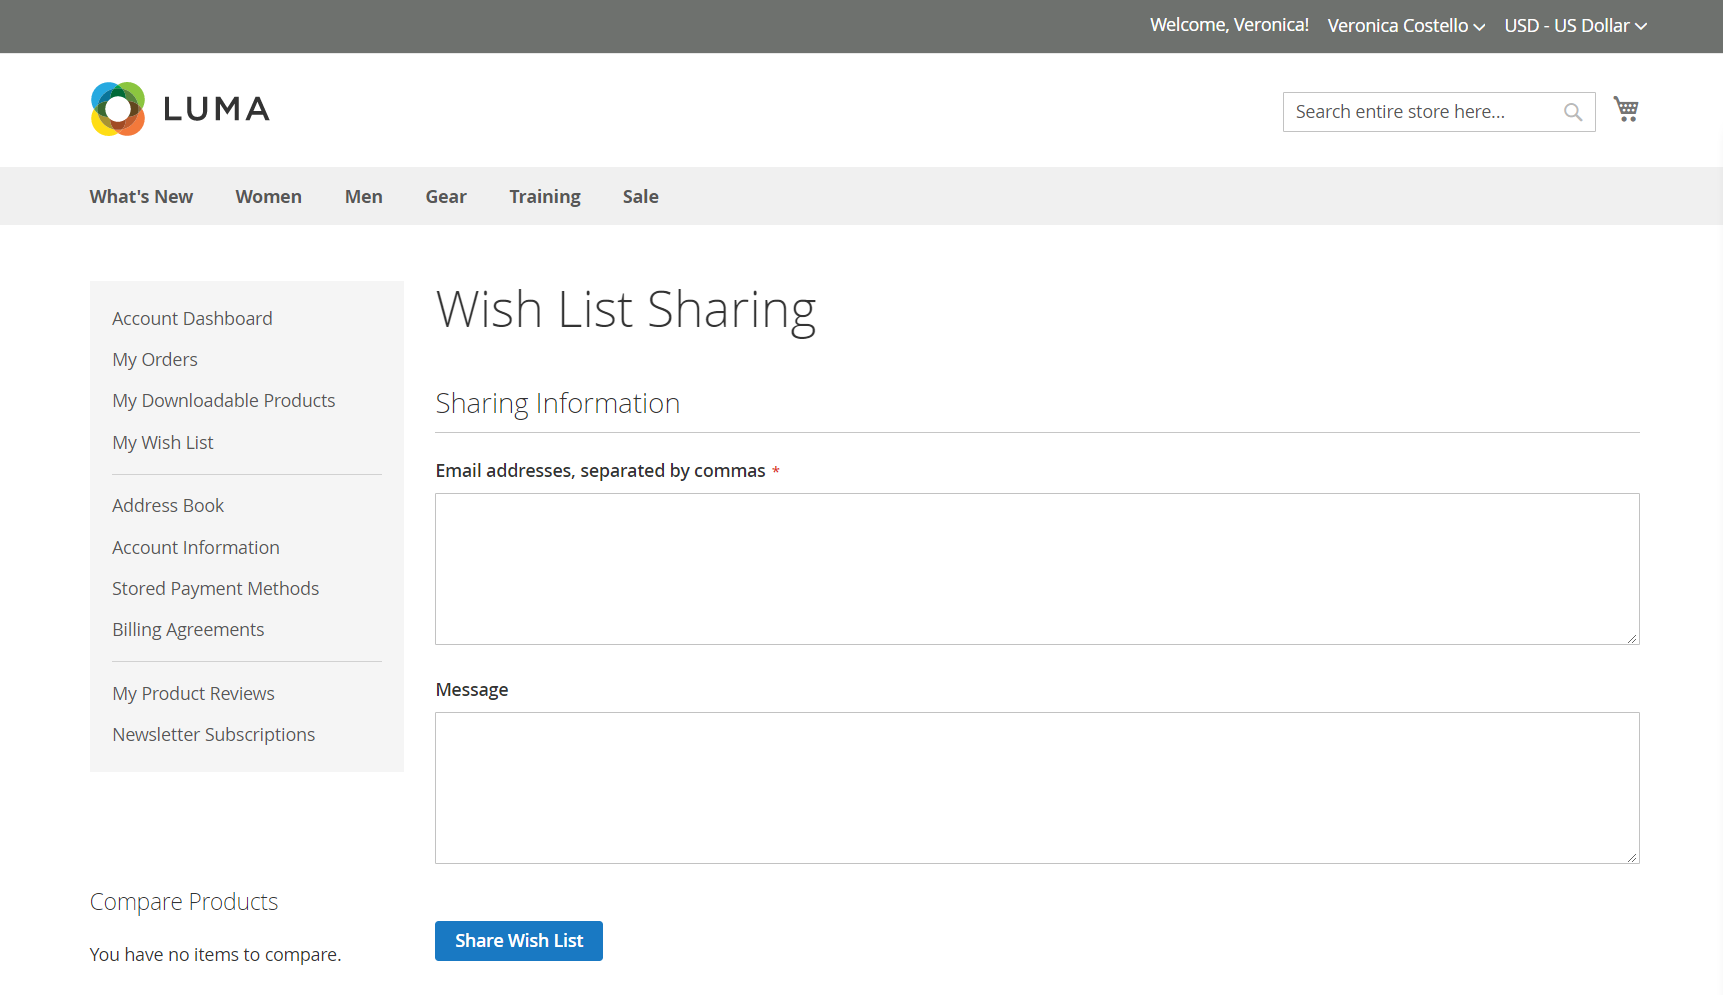 Welcome, Veronica! Veronica Costello USD - US Dollar
LUMA
Search entire store here...
What's New Women Men Gear Training Sale
Account Dashboard
My Orders
My Downloadable Products
My Wish List
Address Book
Account Information
Stored Payment Methods
Billing Agreements
My Product Reviews
Newsletter Subscriptions
Compare Products
You have no items to compare.
Wish List Sharing
Sharing Information
Email addresses, separated by commas *
Message
Share Wish List